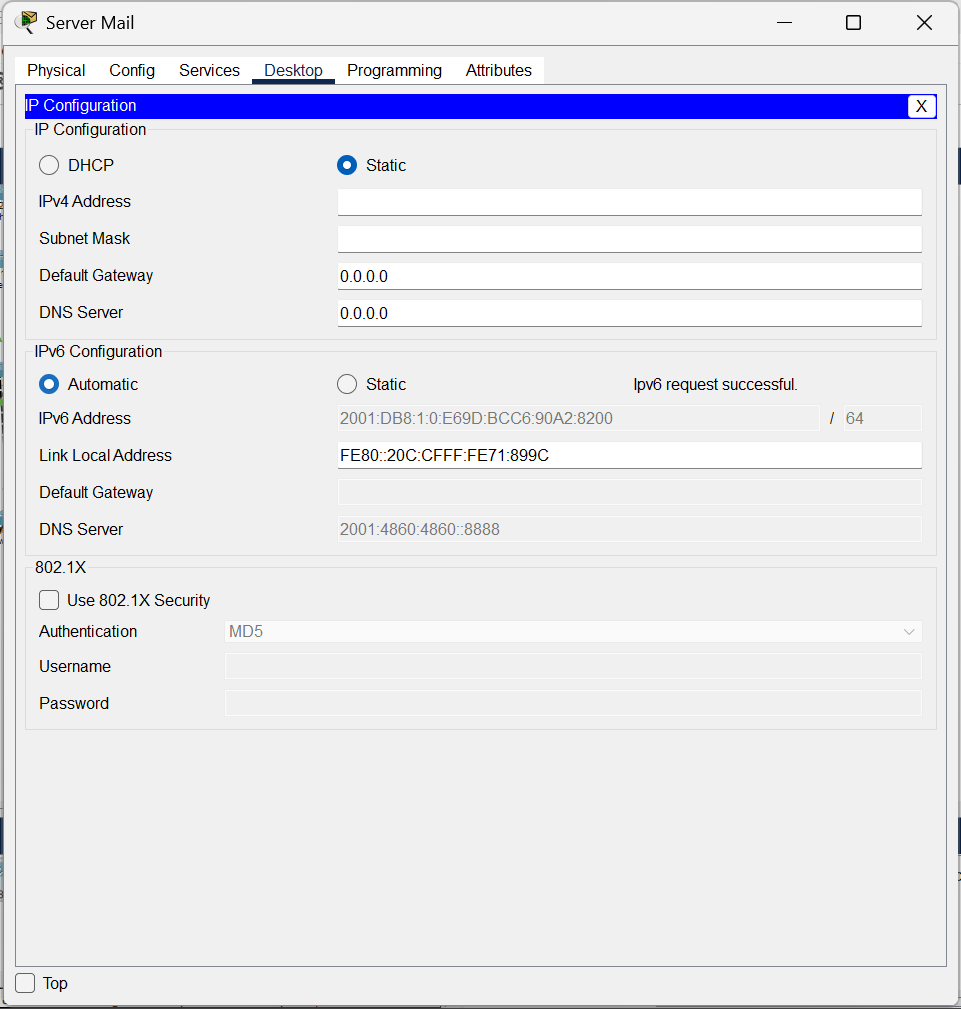 Server Mail
Physical Config Services Desktop Programming Attributes
IP Configuration X
IP Configuration
DHCP Static
IPv4 Address
Subnet Mask
Default Gateway 0.0.0.0
DNS Server 0.0.0.0
IPv6 Configuration
Automatic Static Ipv6 request successful.
IPv6 Address 2001:DB8:1:0:E69D:BCC6:90A2:8200 / 64
Link Local Address FE80::20C:CFFF:FE71:899C
Default Gateway
DNS Server 2001:4860:4860::8888
802.1X
Use 802.1X Security
Authentication MD5
Username
Password
Top